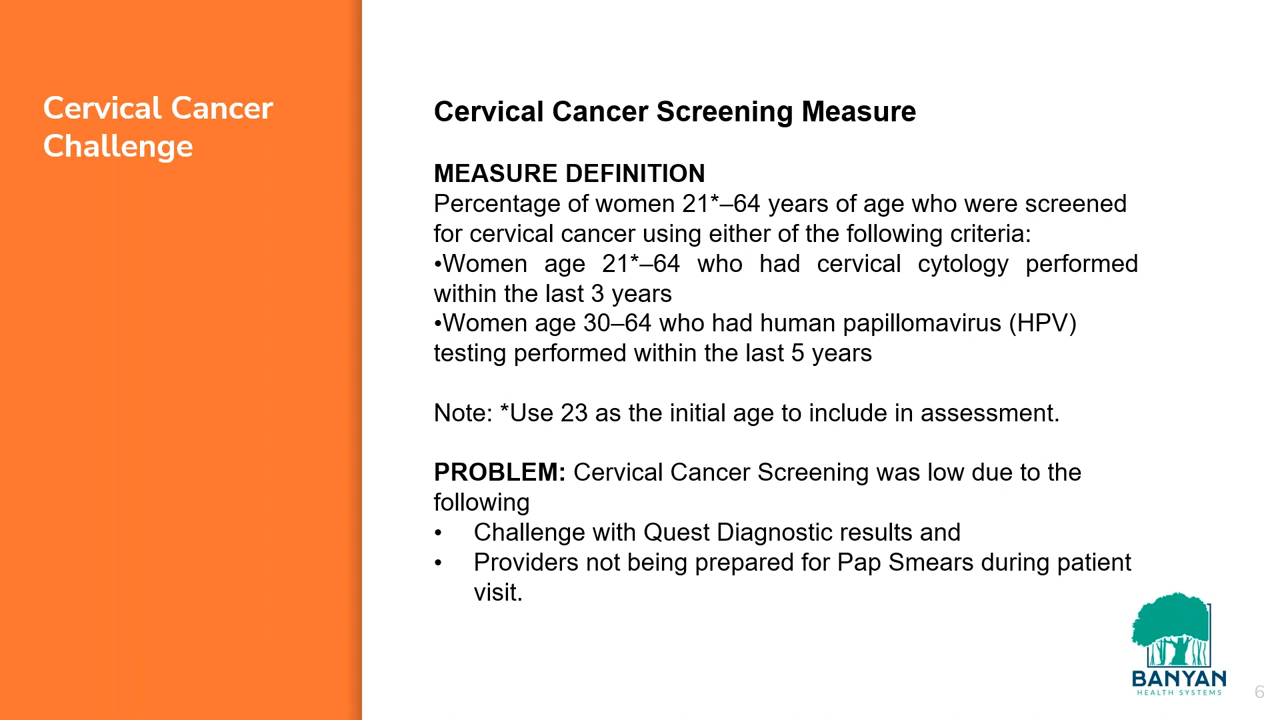 Cervical Cancer
Challenge
Cervical Cancer Screening Measure
MEASURE DEFINITION
Percentage of women 21*–64 years of age who were screened
for cervical cancer using either of the following criteria:
•Women age 21*–64 who had cervical cytology performed
within the last 3 years
•Women age 30–64 who had human papillomavirus (HPV)
testing performed within the last 5 years
Note: *Use 23 as the initial age to include in assessment.
PROBLEM: Cervical Cancer Screening was low due to the
following
• Challenge with Quest Diagnostic results and
• Providers not being prepared for Pap Smears during patient
visit.
BANYAN
HEALTH SYSTEMS
6